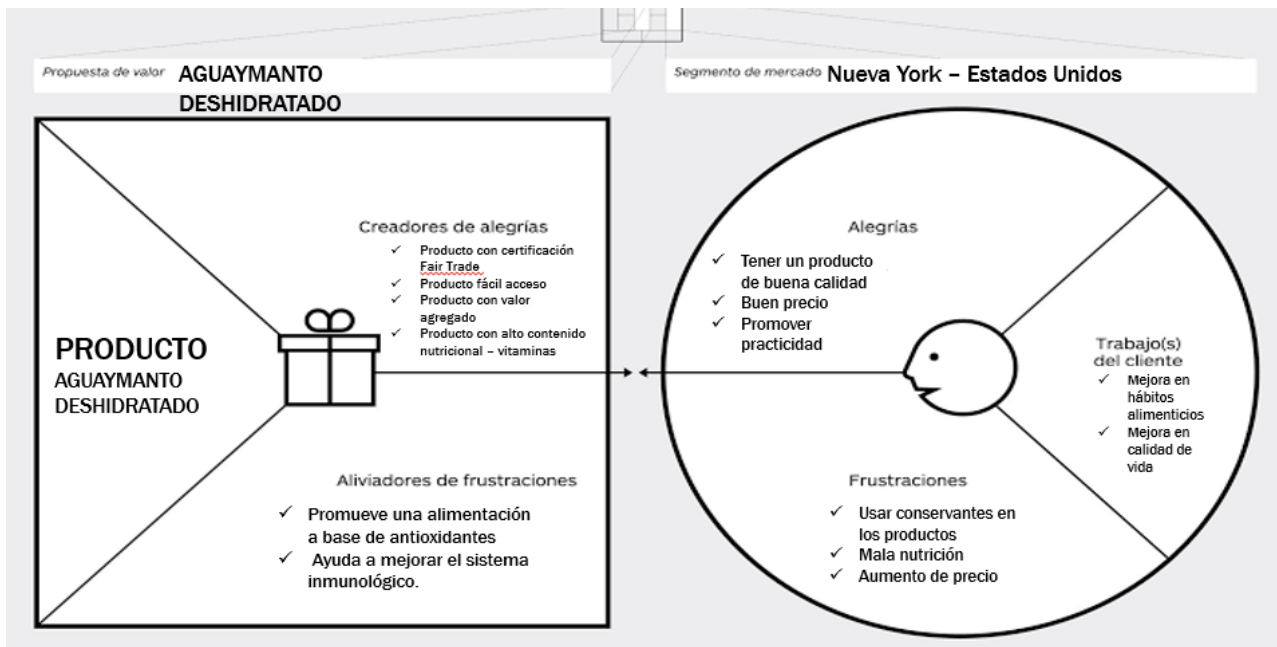 Propuesta de valor AGUAYMANTO
DESHIDRATADO
Segmento de mercado Nueva York – Estados Unidos
Creadores de alegrías
✓ Producto con certificación
Fair Trade
✓ Producto fácil acceso
✓ Producto con valor
agregado
✓ Producto con alto contenido
nutricional – vitaminas
PRODUCTO
AGUAYMANTO
DESHIDRATADO
Aliviadores de frustraciones
✓ Promueve una alimentación
a base de antioxidantes
✓ Ayuda a mejorar el sistema
inmunológico.
Alegrías
✓ Tener un producto
de buena calidad
✓ Buen precio
✓ Promover
practicidad
Trabajo(s)
del cliente
✓ Mejora en
hábitos
alimenticios
✓ Mejora en
calidad de
vida
Frustraciones
✓ Usar conservantes en
los productos
✓ Mala nutrición
✓ Aumento de precio